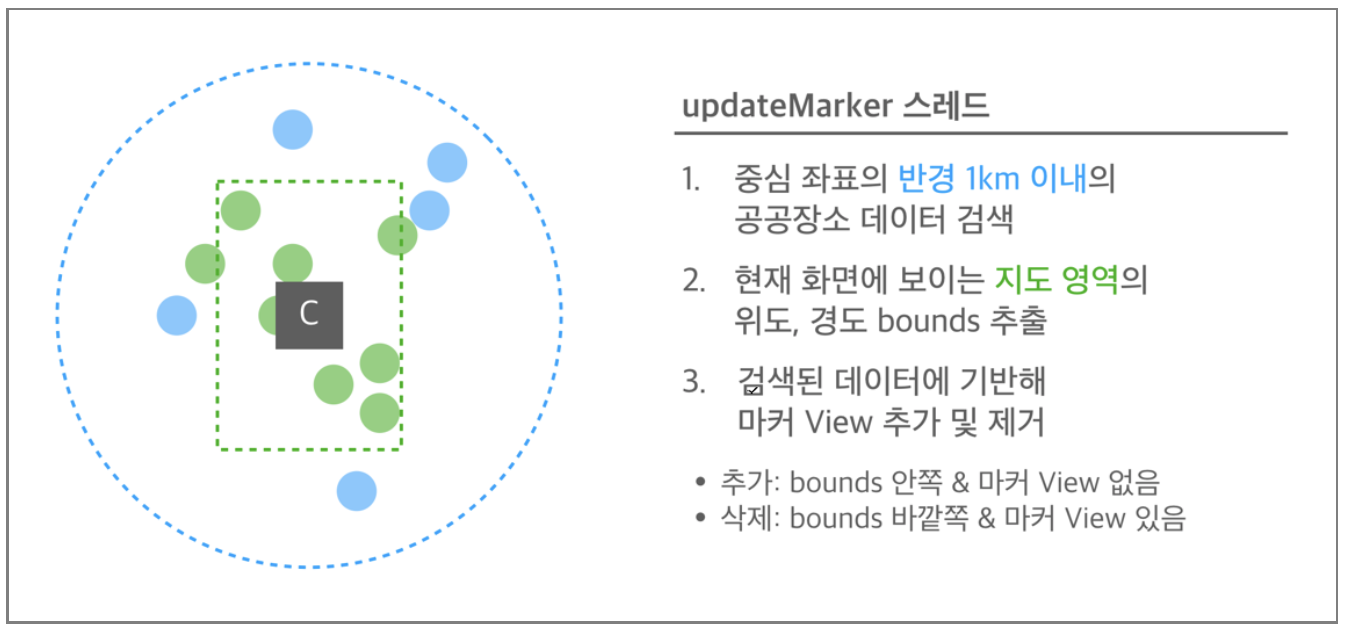 C
updateMarker 스레드
1. 중심 좌표의 반경 1km 이내의
공공장소 데이터 검색
2. 현재 화면에 보이는 지도 영역의
위도, 경도 bounds 추출
3. 검색된 데이터에 기반해
마커 View 추가 및 제거
• 추가: bounds 안쪽 & 마커 View 없음
• 삭제: bounds 바깥쪽 & 마커 View 있음